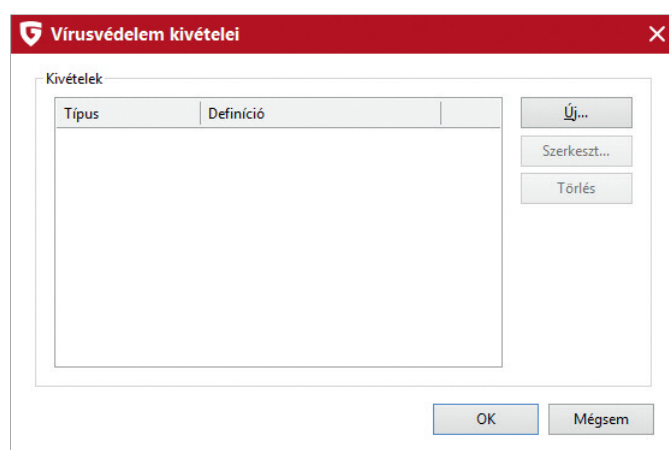 Vírusvédelem kivételei
Kivételek
Típus Definíció
Új...
Szerkeszt...
Törlés
OK Mégsem